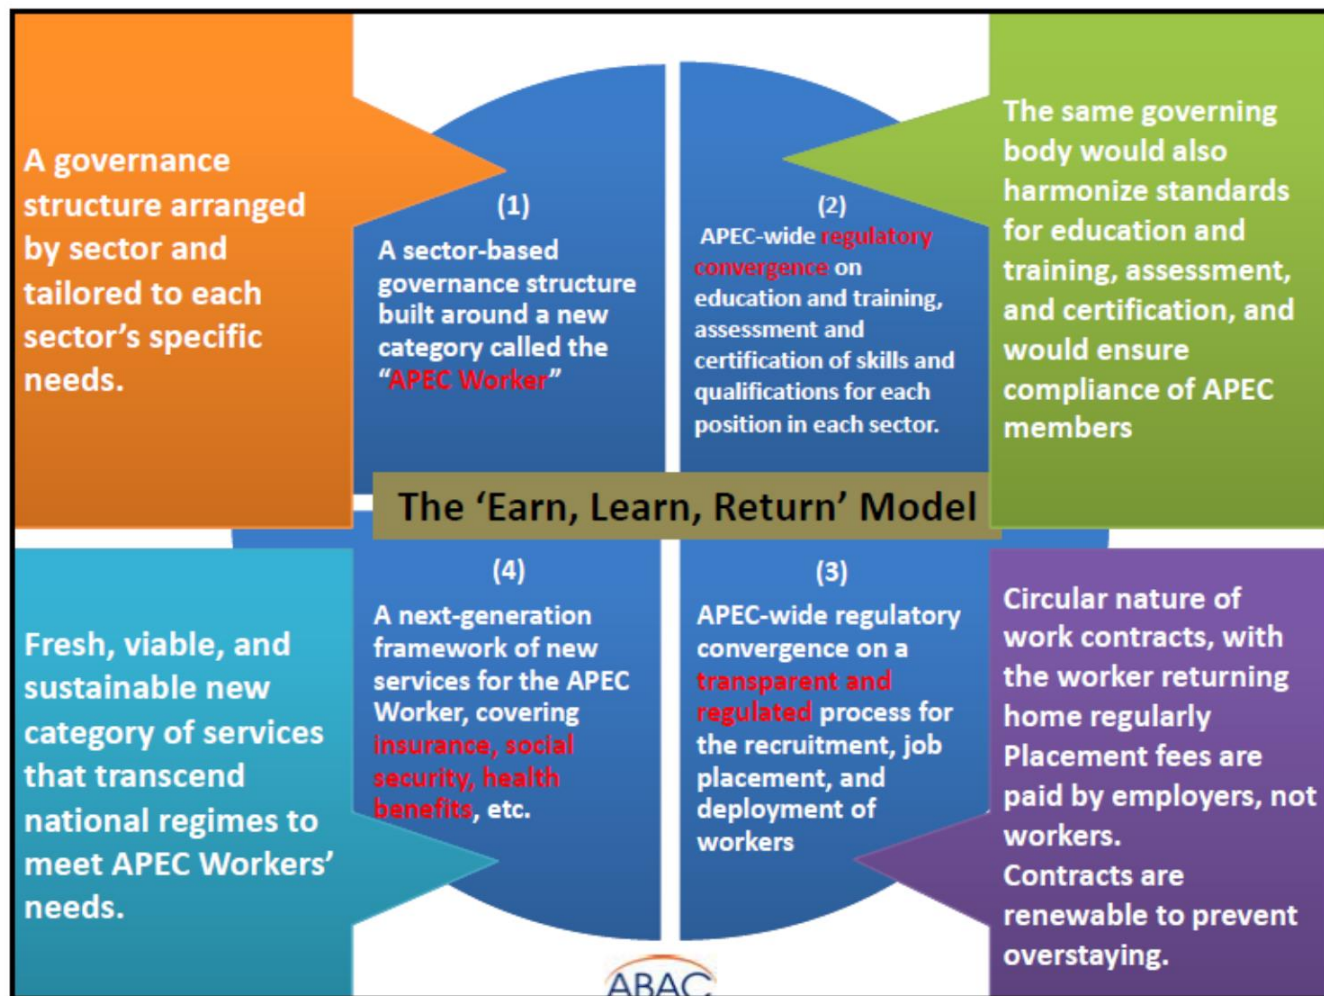 A governance
structure arranged
by sector and
tailored to each
sector’s specific
needs.
(1)
A sector-based
governance structure
built around a new
category called the
“APEC Worker”
(2)
APEC-wide regulatory
convergence on
education and training,
assessment and
certification of skills and
qualifications for each
position in each sector.
The same governing
body would also
harmonize standards
for education and
training, assessment,
and certification, and
would ensure
compliance of APEC
members
The ‘Earn, Learn, Return’ Model
Fresh, viable, and
sustainable new
category of services
that transcend
national regimes to
meet APEC Workers’
needs.
(4)
A next-generation
framework of new
services for the APEC
Worker, covering
insurance, social
security, health
benefits, etc.
(3)
APEC-wide regulatory
convergence on a
transparent and
regulated process for
the recruitment, job
placement, and
deployment of
workers
Circular nature of
work contracts, with
the worker returning
home regularly
Placement fees are
paid by employers, not
workers.
Contracts are
renewable to prevent
overstaying.
ABAC